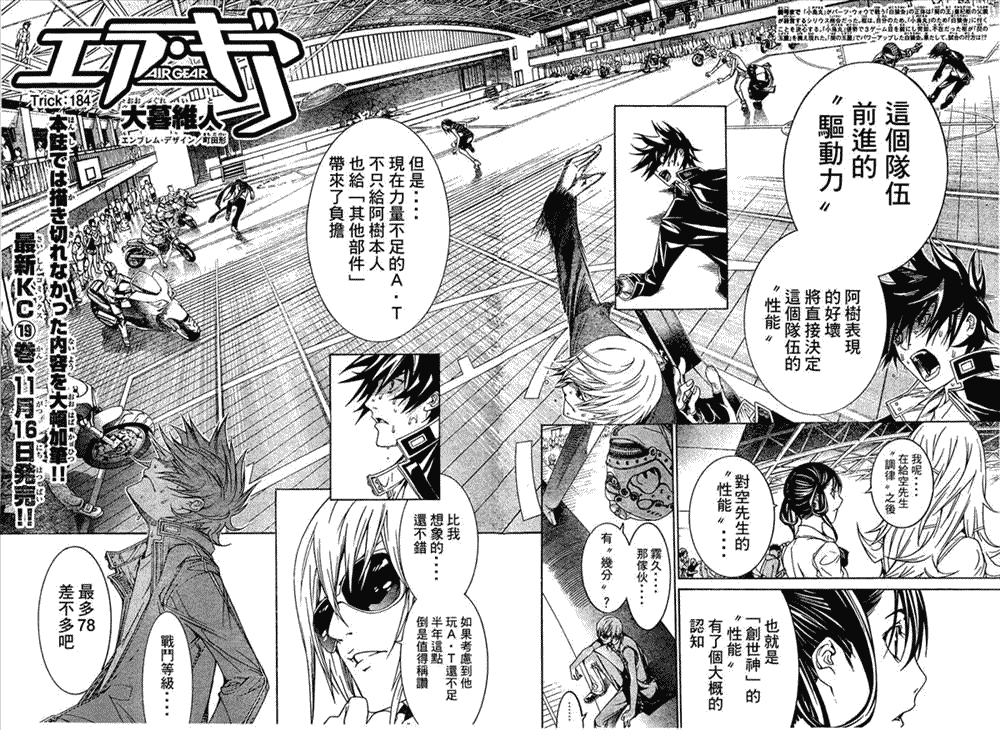 エア・ギア
AIR GEAR
Trick:184
おお ぐれ い と
大暮維人
エンブレム・デザイン／町田形
本誌では描き切れなかった内容を大幅加筆!!
最新KC⑲巻、11月16日発売!!
這個隊伍
前進的
〝驅動力〞
阿樹表現
的好壞
將直接決定
這個隊伍的
〝性能〞
但是‥‥
現在力量不足的A・T
不只給阿樹本人
也給「其他部件」
帶來了負擔
我呢‥‥
在給空先生
〝調律〞之後
對空先生的
〝性能〞‥‥
也就是
「創世神」的
〝性能〞
有了個大概的
認知
霧久‥‥
那傢伙‥‥
有〝幾分〞?
‥‥‥
比我
想象的‥‥
還不錯
如果考慮到他
玩A・T還不足
半年這點
倒是值得稱讚
戰鬥等級‥‥
最多78
差不多吧